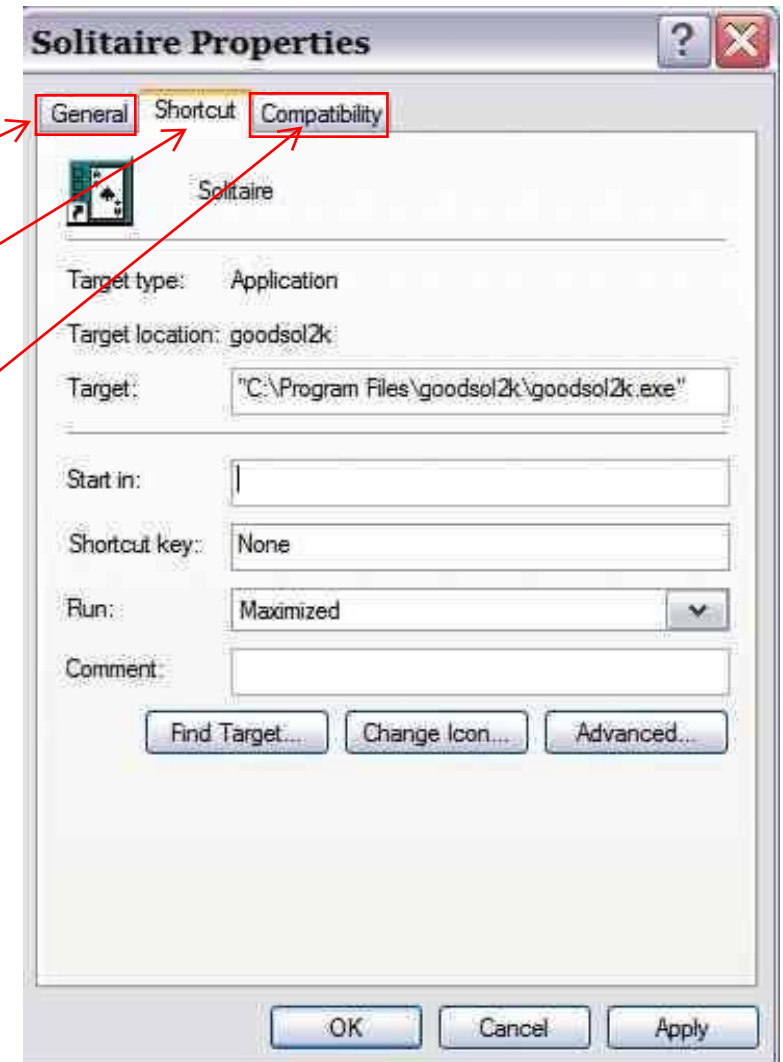 Solitaire Properties
General Shortcut Compatibility
Solitaire
Target type: Application
Target location: goodsol2k
Target: "C:\Program Files\goodsol2k\goodsol2k.exe"
Start in:
Shortcut key: None
Run: Maximized
Comment:
Find Target... Change Icon... Advanced...
OK Cancel Apply